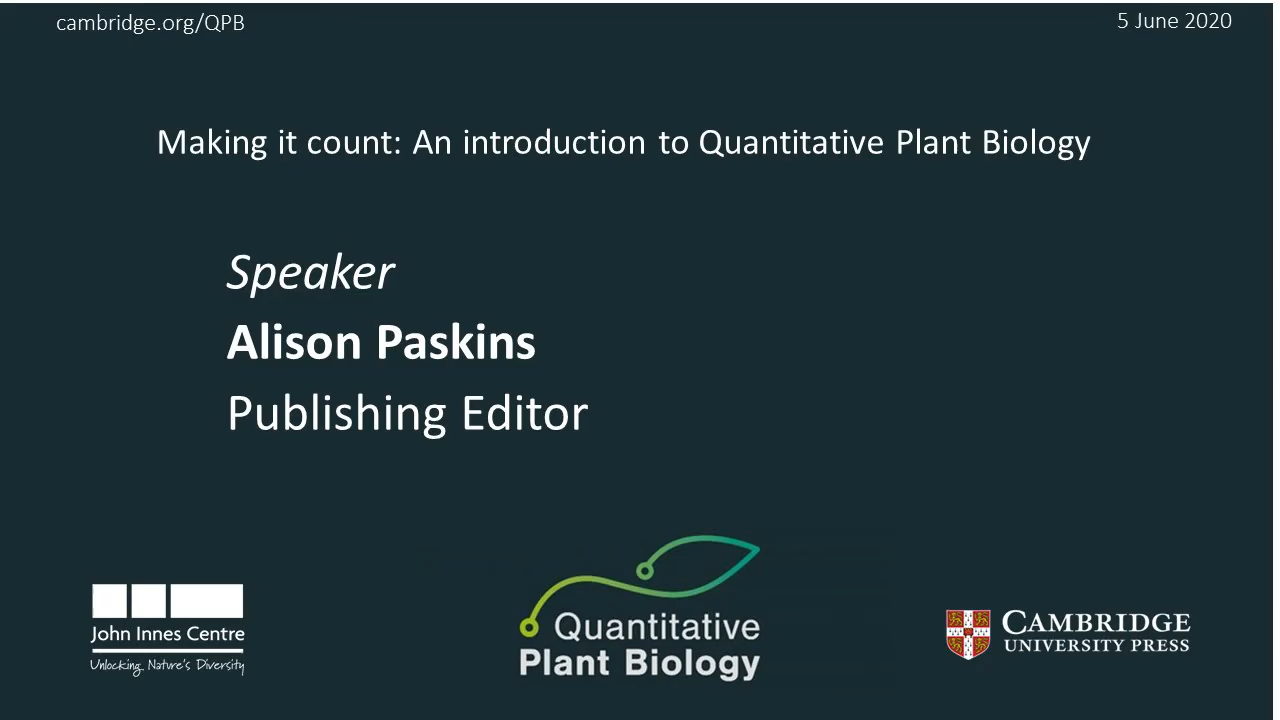 cambridge.org/QPB
5 June 2020
Making it count: An introduction to Quantitative Plant Biology
Speaker
Alison Paskins
Publishing Editor
John Innes Centre
Unlocking Nature's Diversity
Quantitative
Plant Biology
CAMBRIDGE
UNIVERSITY PRESS